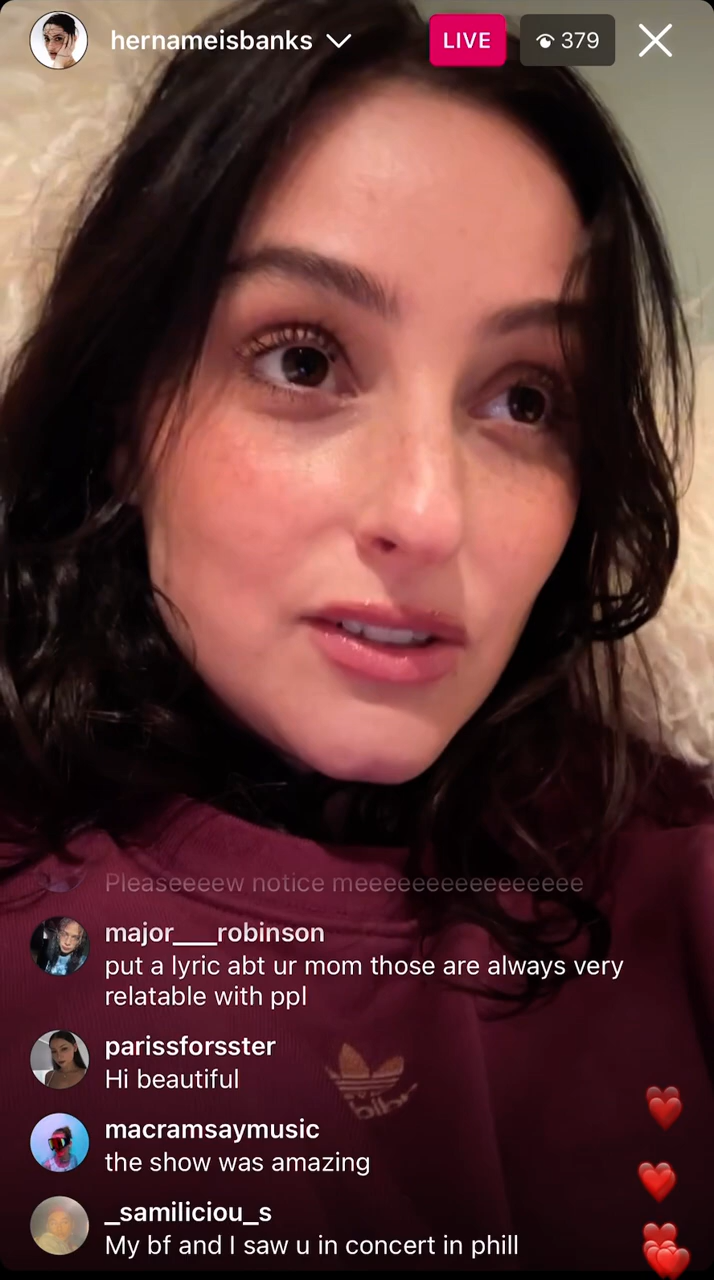 hernameisbanks
LIVE
379
Pleaseeeew notice meeeeeeeeeeeeeeee
major___robinson
put a lyric abt ur mom those are always very
relatable with ppl
parissforsster
Hi beautiful
macramsaymusic
the show was amazing
_samiliciou_s
My bf and I saw u in concert in phill